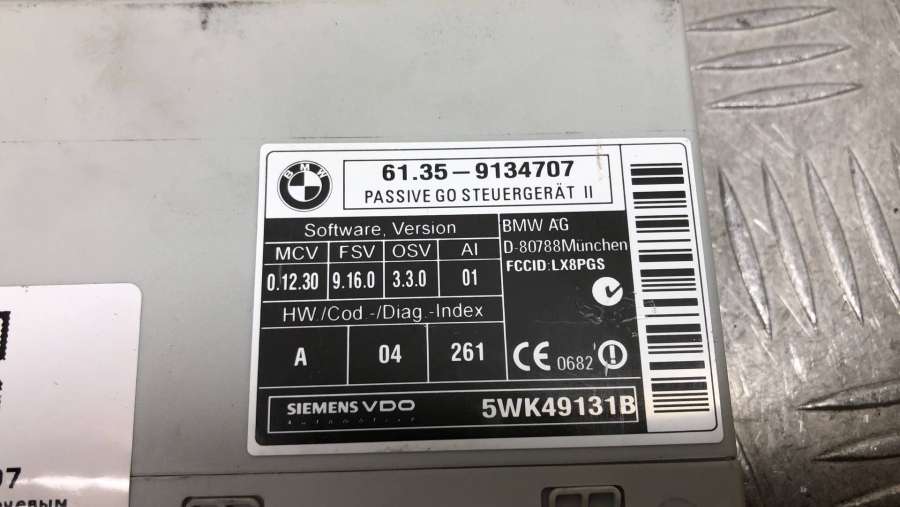 BMW
61.35-9134707
PASSIVE GO STEUERGERÄT II
Software, Version
MCV FSV OSV AI
0.12.30 9.16.0 3.3.0 01
HW./Cod.-/Diag.-Index
A 04 261
BMW AG
D-80788München
FCCID:LX8PGS
CE 0682
SIEMENS VDO
Automotive
5WK49131B